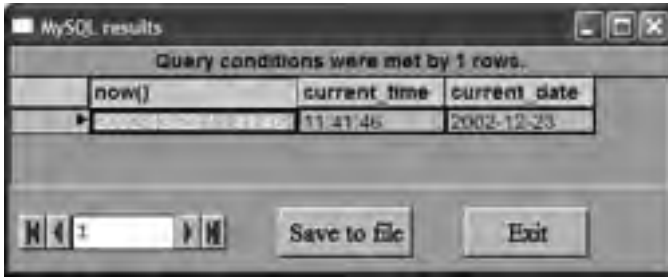 MySQL results
Query conditions were met by 1 rows.
now() current_time current_date
11:41:46 2002-12-23
1 Save to file Exit